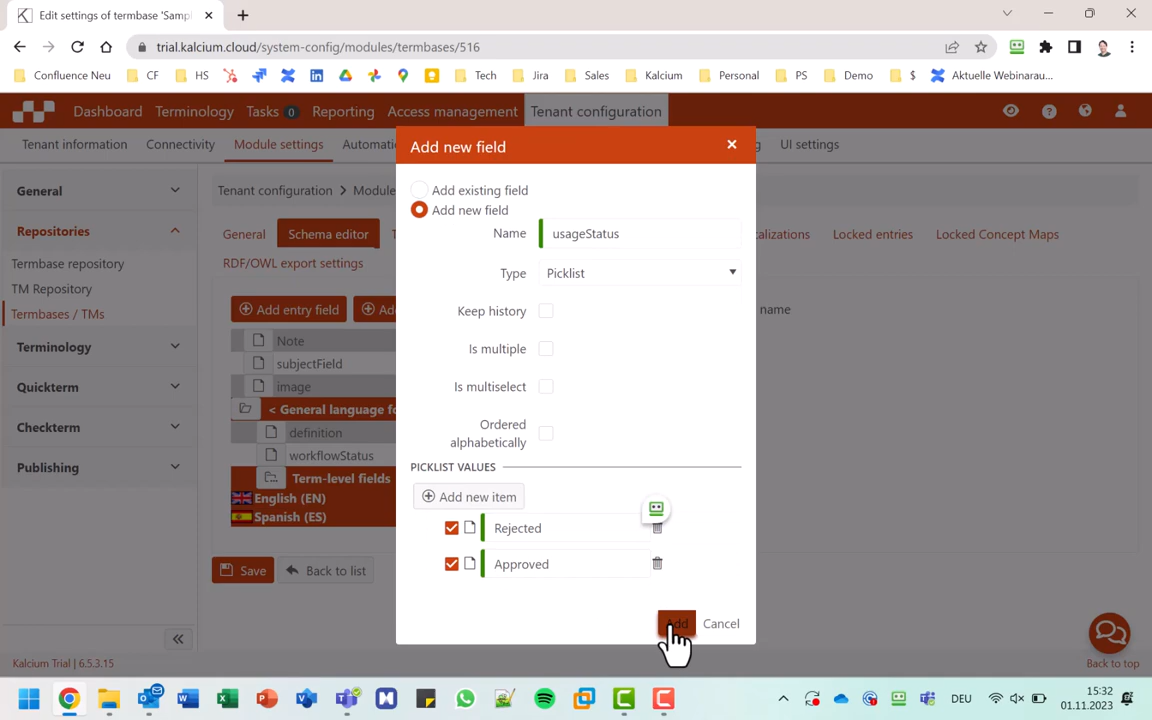 Edit settings of termbase 'Sampl
trial.kalcium.cloud/system-config/modules/termbases/516
Confluence Neu
CF
HS
Tech
Jira
Sales
Kalcium
Personal
PS
Demo
$
Aktuelle Webinarau...
Dashboard
Terminology
Tasks 0
Reporting
Access management
Tenant configuration
Tenant information
Connectivity
Module settings
Automati
g
UI settings
General
Repositories
Termbase repository
TM Repository
Termbases / TMs
Terminology
Quickterm
Checkterm
Publishing
Tenant configuration
Module
General
Schema editor
T
alizations
Locked entries
Locked Concept Maps
RDF/OWL export settings
Add entry field
Ad
name
Note
subjectField
image
< General language fo
definition
workflowStatus
Term-level fields
English (EN)
Spanish (ES)
Save
Back to list
Add new field
Add existing field
Add new field
Name
usageStatus
Type
Picklist
Keep history
Is multiple
Is multiselect
Ordered
alphabetically
PICKLIST VALUES
Add new item
Rejected
Approved
Add
Cancel
Kalcium Trial | 6.5.3.15
Back to top
DEU
15:32
01.11.2023